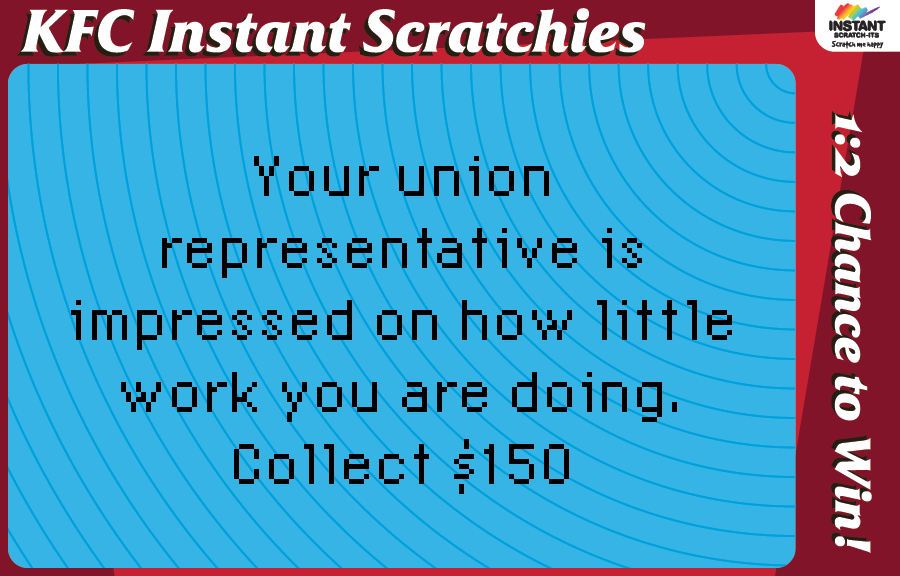 KFC Instant Scratchies
INSTANT
SCRATCH-ITS
Scratch me happy
Your union
representative is
impressed on how little
work you are doing.
Collect $150
1:2 Chance to Win!